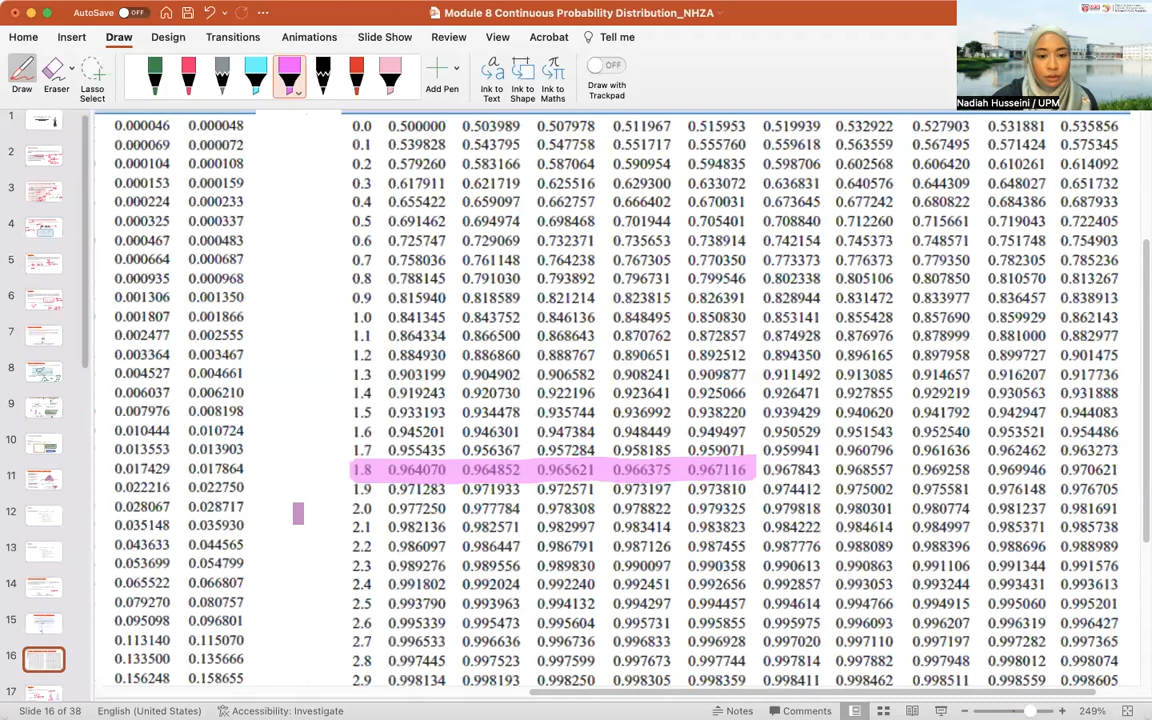 AutoSave OFF
Module 8 Continuous Probability Distribution_NHZA
Home Insert Draw Design Transitions Animations Slide Show Review View Acrobat Tell me
Draw Eraser Lasso Select Add Pen Ink to Text Ink to Shape Ink to Maths OFF Draw with Trackpad
Nadiah Husseini / UPM
1
2
3
4
5
6
7
8
9
10
11
12
13
14
15
16
17
0.000046 0.000048 0.0 0.500000 0.503989 0.507978 0.511967 0.515953 0.519939 0.532922 0.527903 0.531881 0.535856
0.000069 0.000072 0.1 0.539828 0.543795 0.547758 0.551717 0.555760 0.559618 0.563559 0.567495 0.571424 0.575345
0.000104 0.000108 0.2 0.579260 0.583166 0.587064 0.590954 0.594835 0.598706 0.602568 0.606420 0.610261 0.614092
0.000153 0.000159 0.3 0.617911 0.621719 0.625516 0.629300 0.633072 0.636831 0.640576 0.644309 0.648027 0.651732
0.000224 0.000233 0.4 0.655422 0.659097 0.662757 0.666402 0.670031 0.673645 0.677242 0.680822 0.684386 0.687933
0.000325 0.000337 0.5 0.691462 0.694974 0.698468 0.701944 0.705401 0.708840 0.712260 0.715661 0.719043 0.722405
0.000467 0.000483 0.6 0.725747 0.729069 0.732371 0.735653 0.738914 0.742154 0.745373 0.748571 0.751748 0.754903
0.000664 0.000687 0.7 0.758036 0.761148 0.764238 0.767305 0.770350 0.773373 0.776373 0.779350 0.782305 0.785236
0.000935 0.000968 0.8 0.788145 0.791030 0.793892 0.796731 0.799546 0.802338 0.805106 0.807850 0.810570 0.813267
0.001306 0.001350 0.9 0.815940 0.818589 0.821214 0.823815 0.826391 0.828944 0.831472 0.833977 0.836457 0.838913
0.001807 0.001866 1.0 0.841345 0.843752 0.846136 0.848495 0.850830 0.853141 0.855428 0.857690 0.859929 0.862143
0.002477 0.002555 1.1 0.864334 0.866500 0.868643 0.870762 0.872857 0.874928 0.876976 0.878999 0.881000 0.882977
0.003364 0.003467 1.2 0.884930 0.886860 0.888767 0.890651 0.892512 0.894350 0.896165 0.897958 0.899727 0.901475
0.004527 0.004661 1.3 0.903199 0.904902 0.906582 0.908241 0.909877 0.911492 0.913085 0.914657 0.916207 0.917736
0.006037 0.006210 1.4 0.919243 0.920730 0.922196 0.923641 0.925066 0.926471 0.927855 0.929219 0.930563 0.931888
0.007976 0.008198 1.5 0.933193 0.934478 0.935744 0.936992 0.938220 0.939429 0.940620 0.941792 0.942947 0.944083
0.010444 0.010724 1.6 0.945201 0.946301 0.947384 0.948449 0.949497 0.950529 0.951543 0.952540 0.953521 0.954486
0.013553 0.013903 1.7 0.955435 0.956367 0.957284 0.958185 0.959071 0.959941 0.960796 0.961636 0.962462 0.963273
0.017429 0.017864 1.8 0.964070 0.964852 0.965621 0.966375 0.967116 0.967843 0.968557 0.969258 0.969946 0.970621
0.022216 0.022750 1.9 0.971283 0.971933 0.972571 0.973197 0.973810 0.974412 0.975002 0.975581 0.976148 0.976705
0.028067 0.028717 2.0 0.977250 0.977784 0.978308 0.978822 0.979325 0.979818 0.980301 0.980774 0.981237 0.981691
0.035148 0.035930 2.1 0.982136 0.982571 0.982997 0.983414 0.983823 0.984222 0.984614 0.984997 0.985371 0.985738
0.043633 0.044565 2.2 0.986097 0.986447 0.986791 0.987126 0.987455 0.987776 0.988089 0.988396 0.988696 0.988989
0.053699 0.054799 2.3 0.989276 0.989556 0.989830 0.990097 0.990358 0.990613 0.990863 0.991106 0.991344 0.991576
0.065522 0.066807 2.4 0.991802 0.992024 0.992240 0.992451 0.992656 0.992857 0.993053 0.993244 0.993431 0.993613
0.079270 0.080757 2.5 0.993790 0.993963 0.994132 0.994297 0.994457 0.994614 0.994766 0.994915 0.995060 0.995201
0.095098 0.096801 2.6 0.995339 0.995473 0.995604 0.995731 0.995855 0.995975 0.996093 0.996207 0.996319 0.996427
0.113140 0.115070 2.7 0.996533 0.996636 0.996736 0.996833 0.996928 0.997020 0.997110 0.997197 0.997282 0.997365
0.133500 0.135666 2.8 0.997445 0.997523 0.997599 0.997673 0.997744 0.997814 0.997882 0.997948 0.998012 0.998074
0.156248 0.158655 2.9 0.998134 0.998193 0.998250 0.998305 0.998359 0.998411 0.998462 0.998511 0.998559 0.998605
Slide 16 of 38 English (United States) Accessibility: Investigate Notes Comments 249%